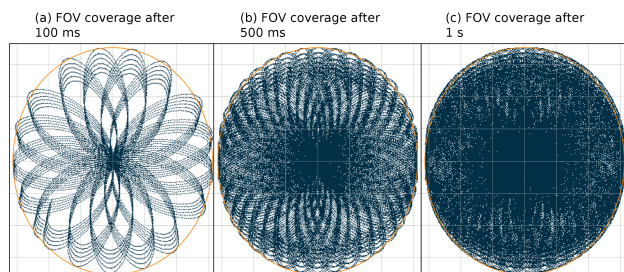 (a) FOV coverage after
100 ms
(b) FOV coverage after
500 ms
(c) FOV coverage after
1 s